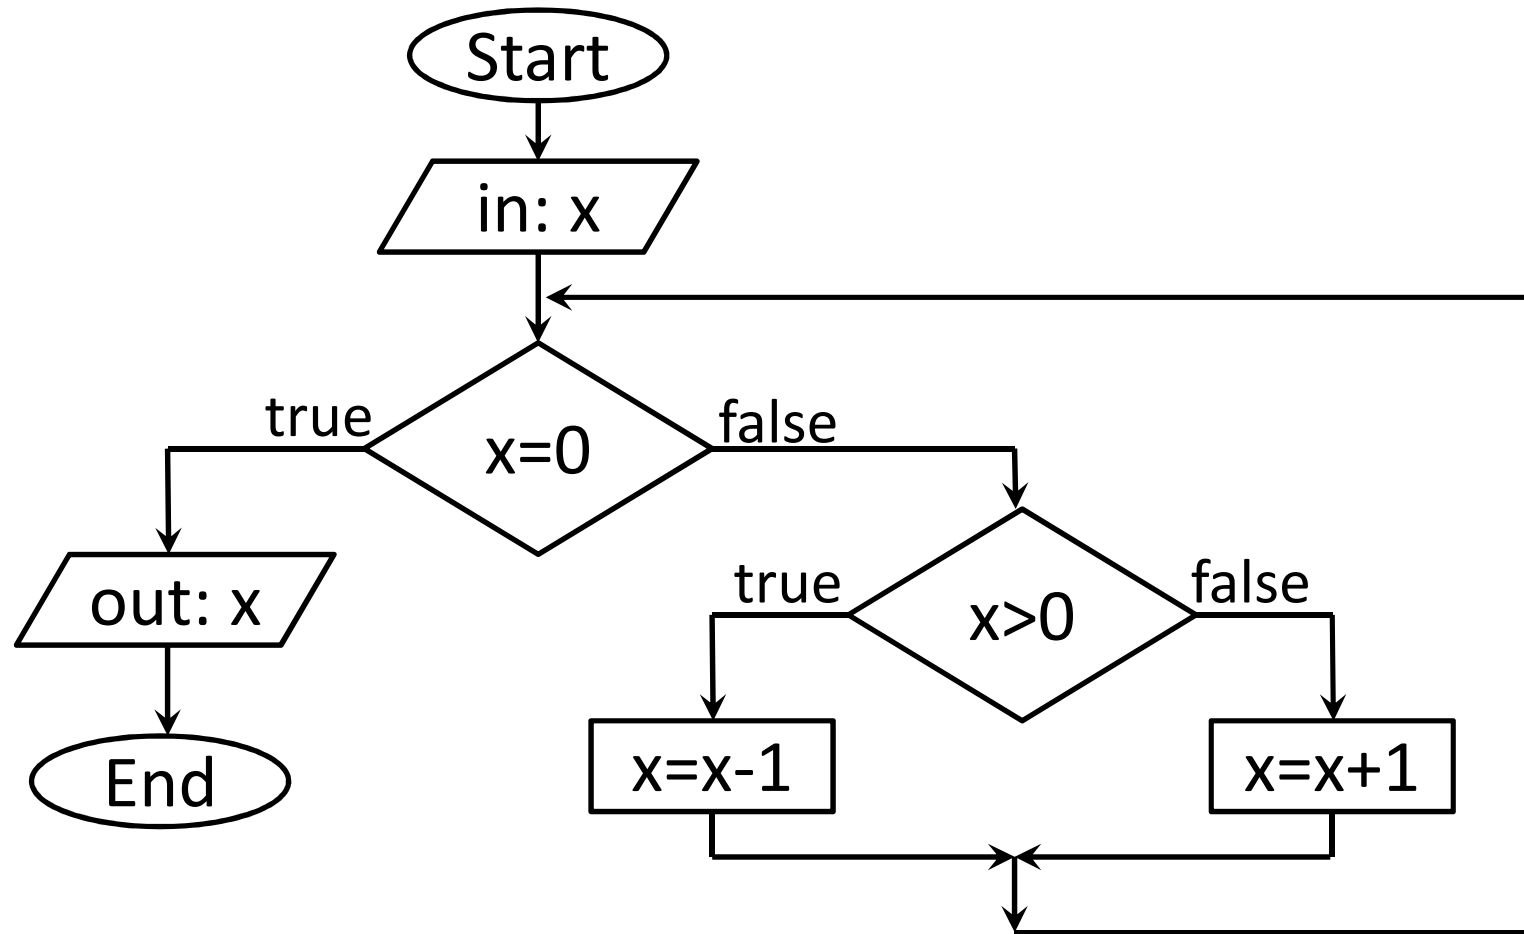 Start
in: x
true
x=0
false
out: x
true
x>0
false
End
x=x-1
x=x+1